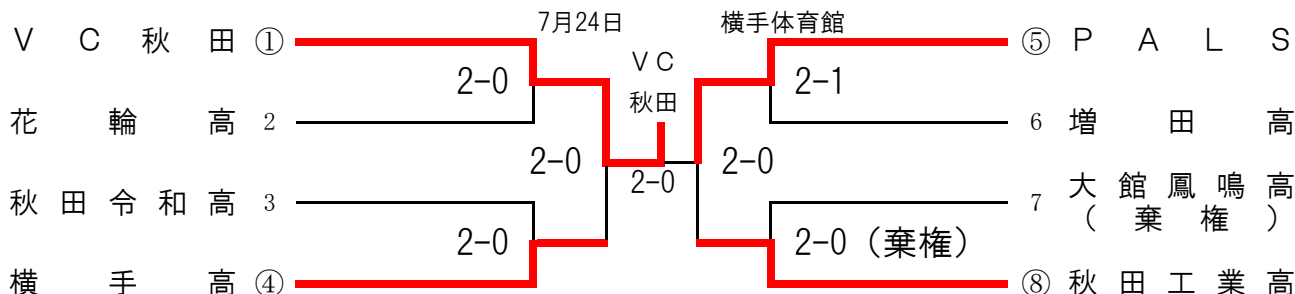 7月24日 横手体育館
ＶＣ秋田 ① ⑤ ＰＡＬＳ
ＶＣ
2-0 2-1
秋田
花輪高 2 6 増田高
2-0 2-0
2-0
秋田令和高 3 7 大館鳳鳴高
（棄権）
2-0 2-0（棄権）
横手高 ④ ⑧ 秋田工業高